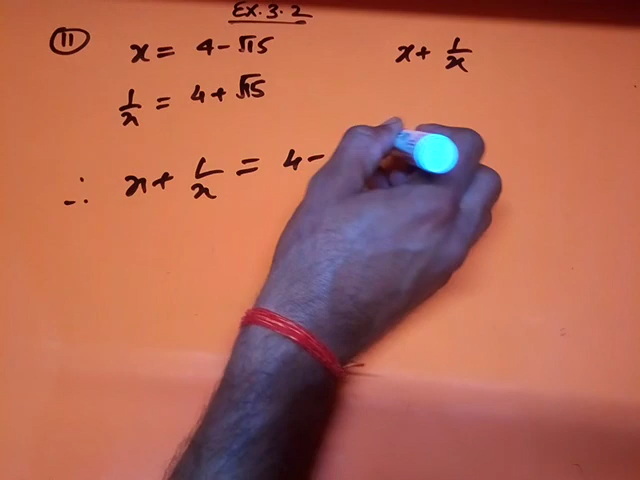 Ex. 3.2
11 x = 4 - √15 x + 1/x
1/x = 4 + √15
∴ x + 1/x = 4 -